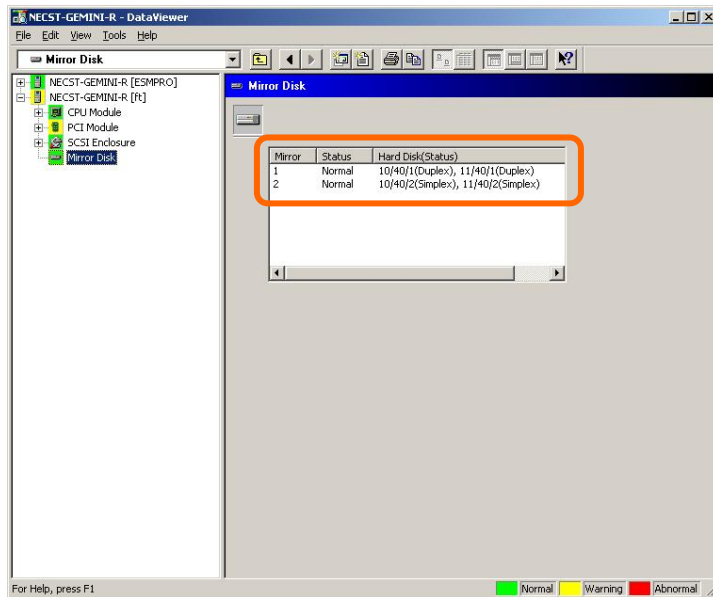 NECST-GEMINI-R - DataViewer
File Edit View Tools Help
Mirror Disk
NECST-GEMINI-R [ESMPRO]
NECST-GEMINI-R [ft]
CPU Module
PCI Module
SCSI Enclosure
Mirror Disk
Mirror Disk
Mirror Status Hard Disk(Status)
1 Normal 10/40/1(Duplex), 11/40/1(Duplex)
2 Normal 10/40/2(Simplex), 11/40/2(Simplex)
For Help, press F1
Normal Warning Abnormal